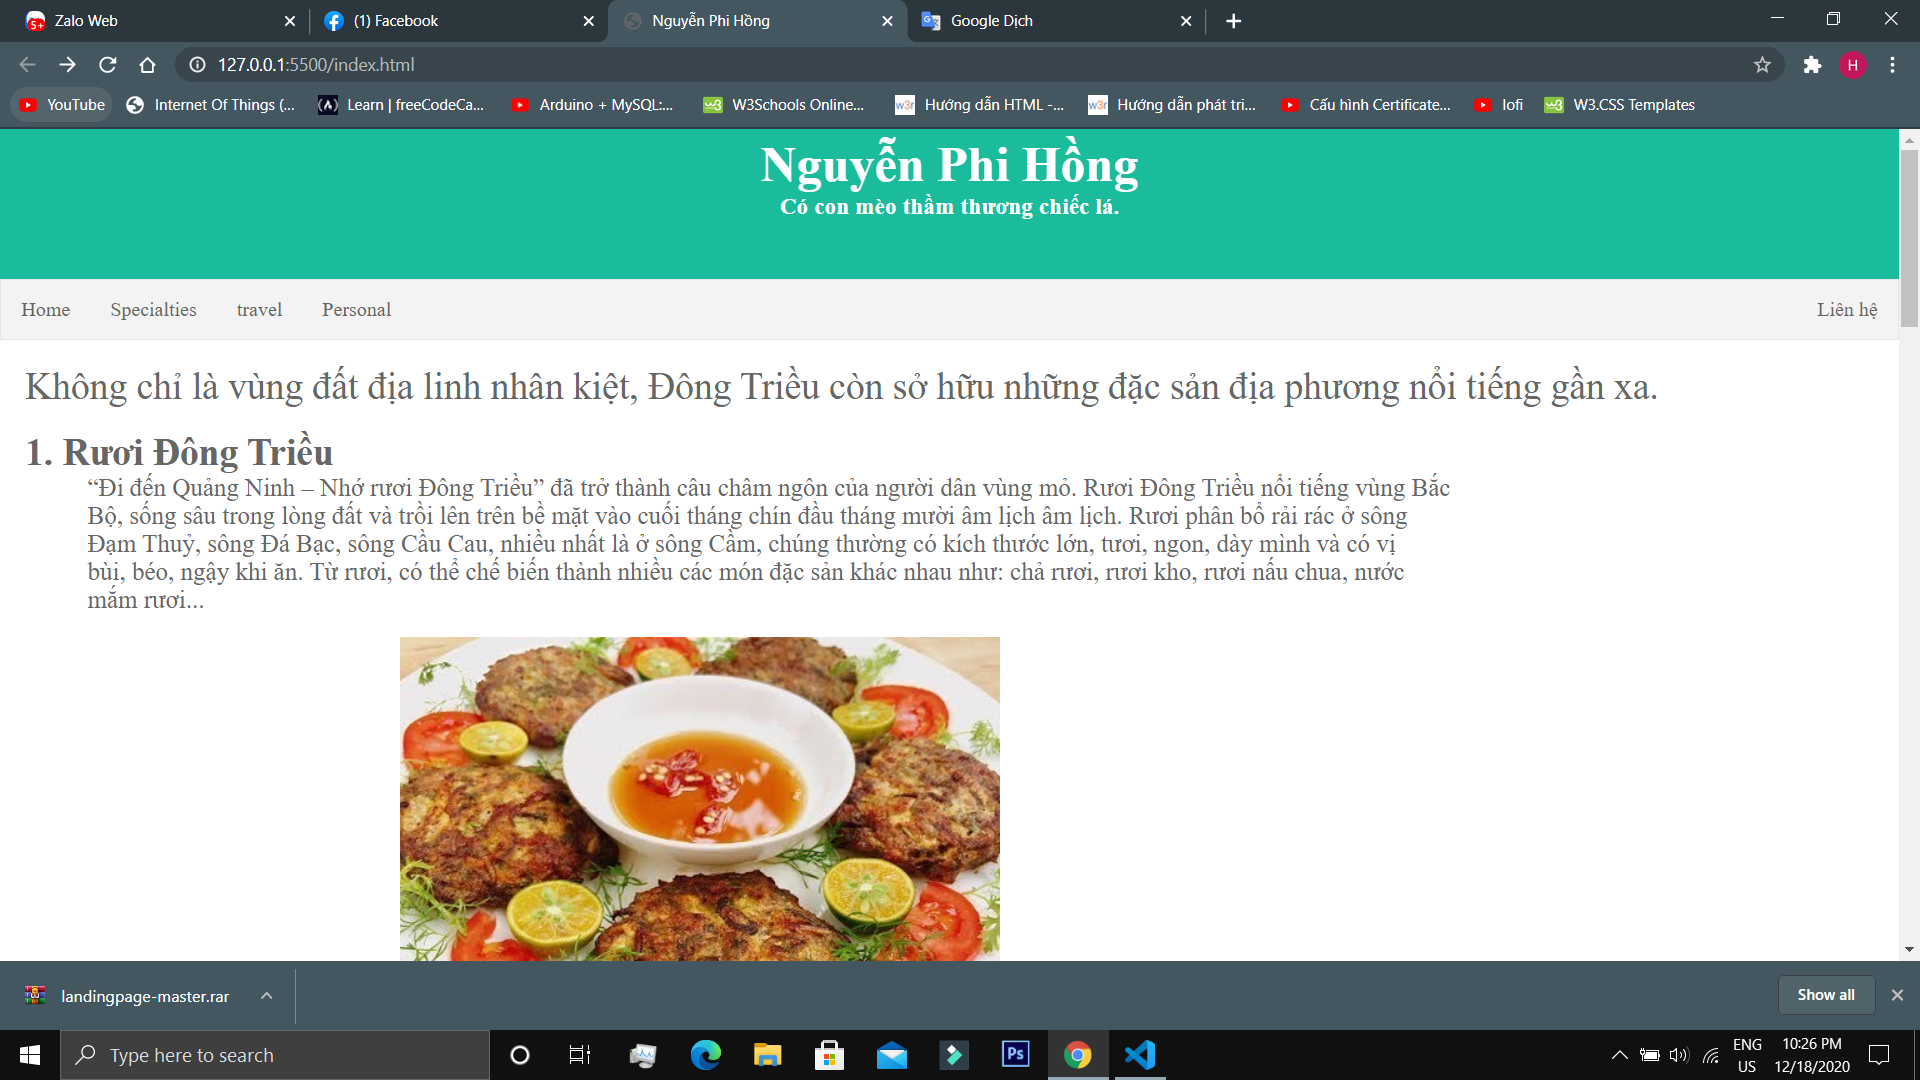 Zalo Web
(1) Facebook
Nguyễn Phi Hồng
Google Dịch
127.0.0.1:5500/index.html
H
YouTube
Internet Of Things (...
Learn | freeCodeCa...
Arduino + MySQL:...
W3Schools Online...
Hướng dẫn HTML -...
Hướng dẫn phát tri...
Cấu hình Certificate...
lofi
W3.CSS Templates
Nguyễn Phi Hồng
Có con mèo thầm thương chiếc lá.
Home
Specialties
travel
Personal
Liên hệ
Không chỉ là vùng đất địa linh nhân kiệt, Đông Triều còn sở hữu những đặc sản địa phương nổi tiếng gần xa.
1. Rươi Đông Triều
“Đi đến Quảng Ninh – Nhớ rươi Đông Triều” đã trở thành câu châm ngôn của người dân vùng mỏ. Rươi Đông Triều nổi tiếng vùng Bắc
Bộ, sống sâu trong lòng đất và trồi lên trên bề mặt vào cuối tháng chín đầu tháng mười âm lịch âm lịch. Rươi phân bổ rải rác ở sông
Đạm Thuỷ, sông Đá Bạc, sông Cầu Cau, nhiều nhất là ở sông Cầm, chúng thường có kích thước lớn, tươi, ngon, dày mình và có vị
bùi, béo, ngậy khi ăn. Từ rươi, có thể chế biến thành nhiều các món đặc sản khác nhau như: chả rươi, rươi kho, rươi nấu chua, nước
mắm rươi...
landingpage-master.rar
Show all
Type here to search
Ps
ENG
US
10:26 PM
12/18/2020